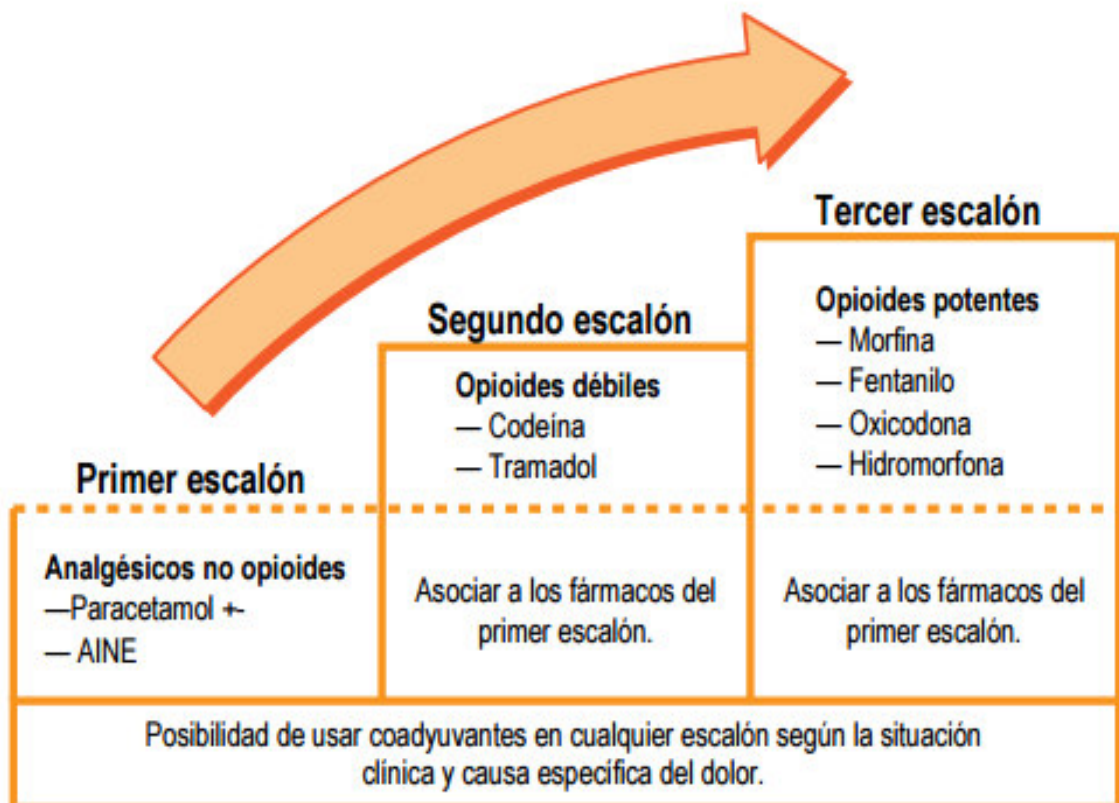 Primer escalón
Analgésicos no opioides
—Paracetamol +-
— AINE
Segundo escalón
Opioides débiles
— Codeína
— Tramadol
Asociar a los fármacos del
primer escalón.
Tercer escalón
Opioides potentes
— Morfina
— Fentanilo
— Oxicodona
— Hidromorfona
Asociar a los fármacos del
primer escalón.
Posibilidad de usar coadyuvantes en cualquier escalón según la situación
clínica y causa específica del dolor.